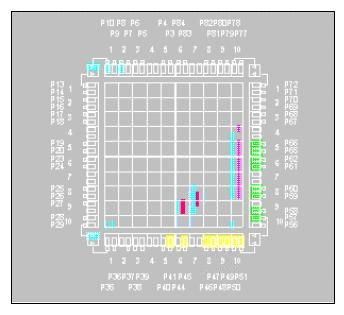 P10 P8 P6 P4 P84 P82P80P78
P9 P7 P5 P3 P83 P81P79P77
1 2 3 4 5 6 7 8 9 10
P13 P72
P14 1 1 P71
P15 P70
P16 2 2 P69
P17 P68
P18 3 3 P67
4 4
P19 P66
P20 5 5 P65
P23 6 6 P62
P24 P61
7 7
P25 P60
P26 8 8 P59
P27
9 9 P58
P28 P57
P29 10 10 P56
1 2 3 4 5 6 7 8 9 10
P36P37P39 P41P45 P47P49P51
P35 P38 P40P44 P46P48P50